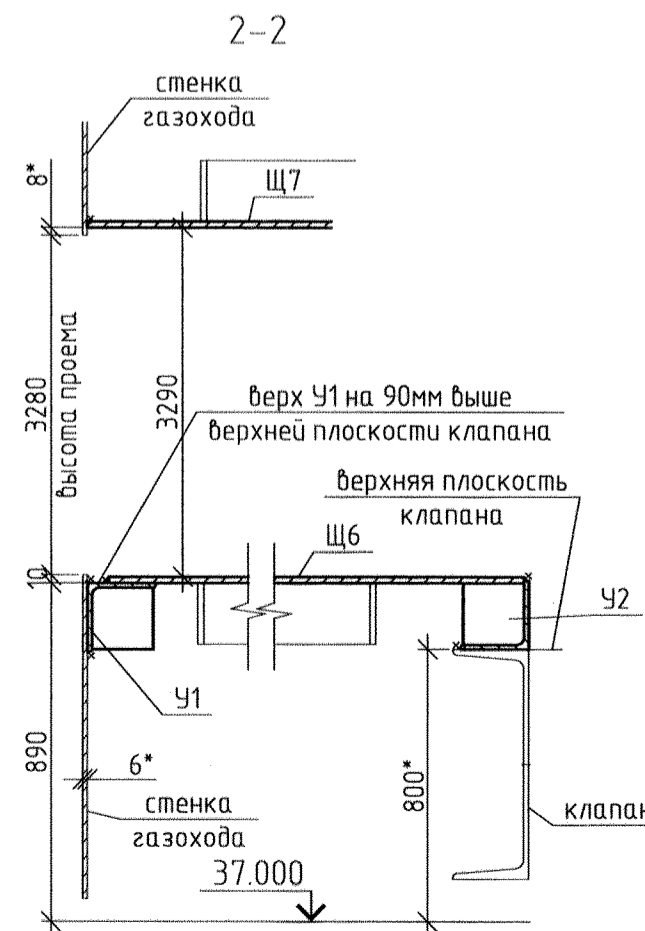 2-2
стенка
газохода
8*
Щ7
3280
высота проема
3290
верх У1 на 90мм выше
верхней плоскости клапана
верхняя плоскость
клапана
Щ6
10
У2
У1
890
6*
800*
стенка
газохода
клапан
37.000